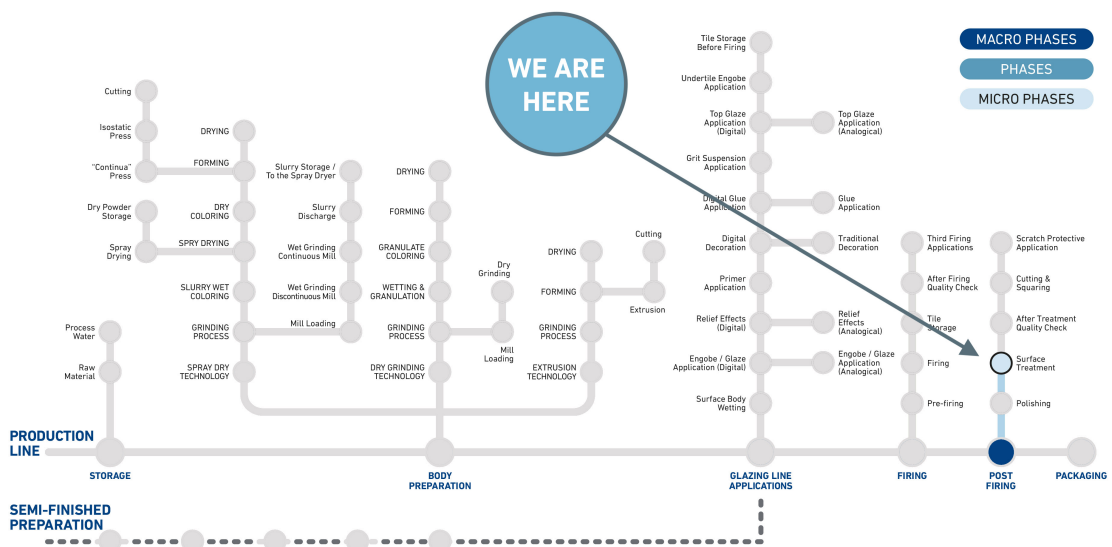 WE ARE
HERE
MACRO PHASES
PHASES
MICRO PHASES
Cutting
Isostatic
Press
"Continua"
Press
Dry Powder
Storage
Spray
Drying
Process
Water
Raw
Material
DRYING
FORMING
DRY
COLORING
SPRY DRYING
SLURRY WET
COLORING
GRINDING
PROCESS
SPRAY DRY
TECHNOLOGY
Slurry Storage /
To the Spray Dryer
Slurry
Discharge
Wet Grinding
Continuous Mill
Wet Grinding
Discontinuous Mill
Mill Loading
DRYING
FORMING
GRANULATE
COLORING
WETTING &
GRANULATION
GRINDING
PROCESS
DRY GRINDING
TECHNOLOGY
Dry
Grinding
Mill
Loading
DRYING
FORMING
GRINDING
PROCESS
EXTRUSION
TECHNOLOGY
Cutting
Extrusion
Tile Storage
Before Firing
Undertile Engobe
Application
Top Glaze
Application
(Digital)
Grit Suspension
Application
Digital Glue
Application
Digital
Decoration
Primer
Application
Relief Effects
(Digital)
Engobe / Glaze
Application (Digital)
Surface Body
Wetting
Top Glaze
Application
(Analogical)
Glue
Application
Traditional
Decoration
Relief
Effects
(Analogical)
Engobe / Glaze
Application
(Analogical)
Third Firing
Applications
After Firing
Quality Check
Tile
Storage
Firing
Pre-firing
Scratch Protective
Application
Cutting &
Squaring
After Treatment
Quality Check
Surface
Treatment
Polishing
PRODUCTION
LINE
STORAGE
BODY
PREPARATION
GLAZING LINE
APPLICATIONS
FIRING
POST
FIRING
PACKAGING
SEMI-FINISHED
PREPARATION